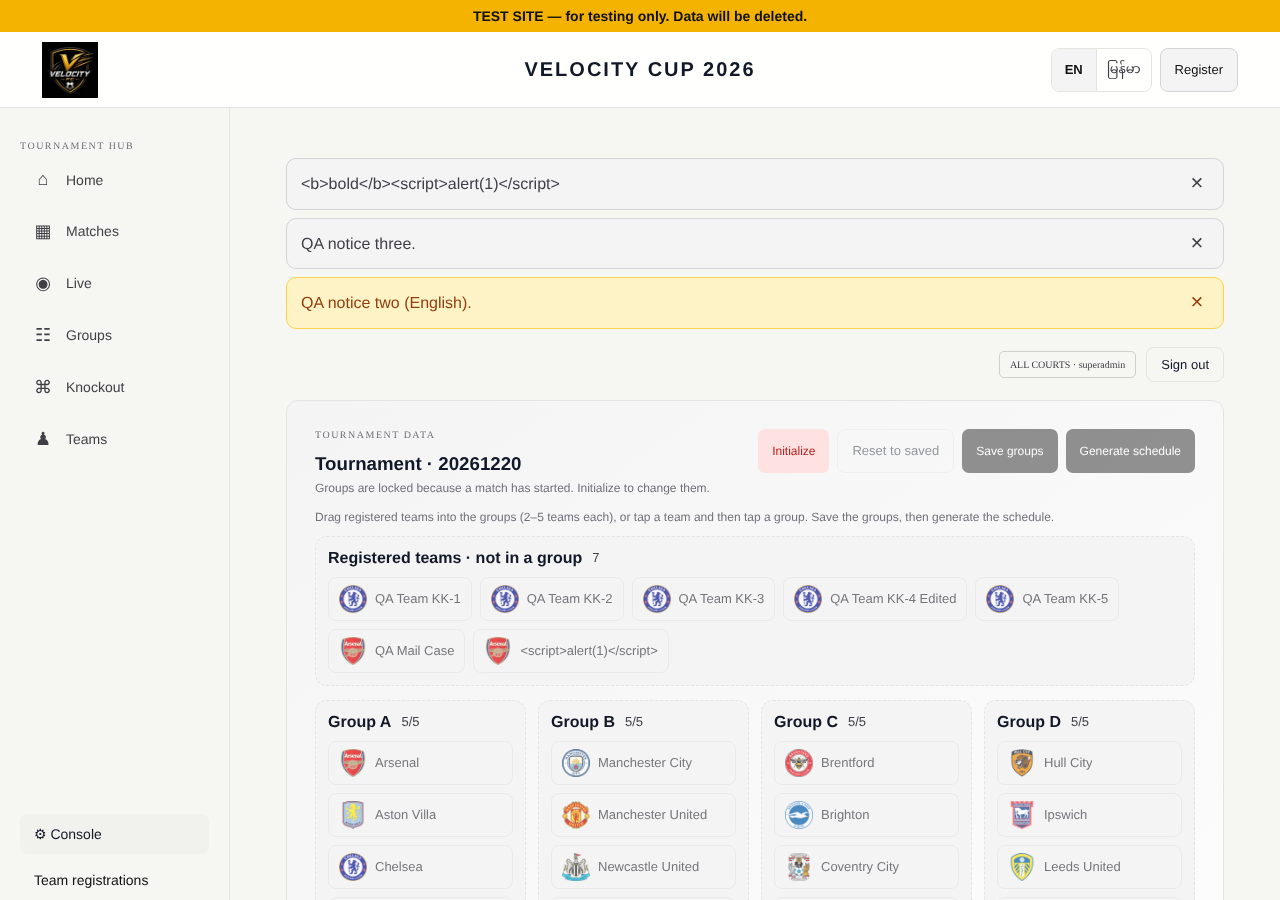 TEST SITE — for testing only. Data will be deleted.
VELOCITY
VELOCITY CUP 2026
EN
မြန်မာ
Register
TOURNAMENT HUB
⌂ Home
▦ Matches
◉ Live
☷ Groups
⌘ Knockout
♟ Teams
⚙ Console
Team registrations
<b>bold</b><script>alert(1)</script> ✕
QA notice three. ✕
QA notice two (English). ✕
ALL COURTS · superadmin
Sign out
TOURNAMENT DATA
Tournament · 20261220
Groups are locked because a match has started. Initialize to change them.
Initialize
Reset to saved
Save groups
Generate schedule
Drag registered teams into the groups (2–5 teams each), or tap a team and then tap a group. Save the groups, then generate the schedule.
Registered teams · not in a group 7
QA Team KK-1
QA Team KK-2
QA Team KK-3
QA Team KK-4 Edited
QA Team KK-5
QA Mail Case
<script>alert(1)</script>
Group A 5/5
Arsenal
Aston Villa
Chelsea
Group B 5/5
Manchester City
Manchester United
Newcastle United
Group C 5/5
Brentford
Brighton
Coventry City
Group D 5/5
Hull City
Ipswich
Leeds United